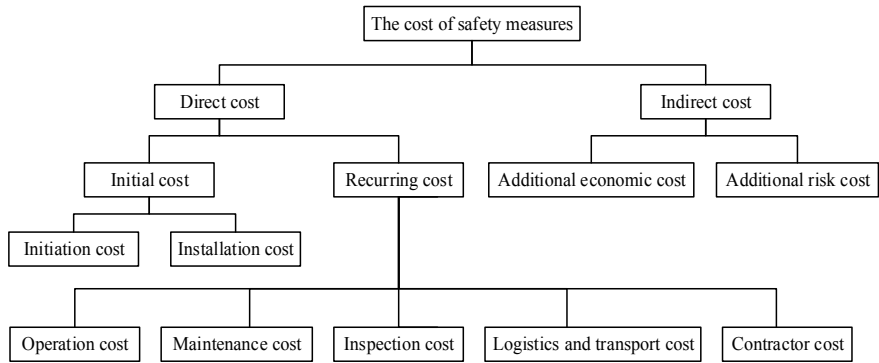 The cost of safety measures
Direct cost
Indirect cost
Initial cost
Recurring cost
Additional economic cost
Additional risk cost
Initiation cost
Installation cost
Operation cost
Maintenance cost
Inspection cost
Logistics and transport cost
Contractor cost